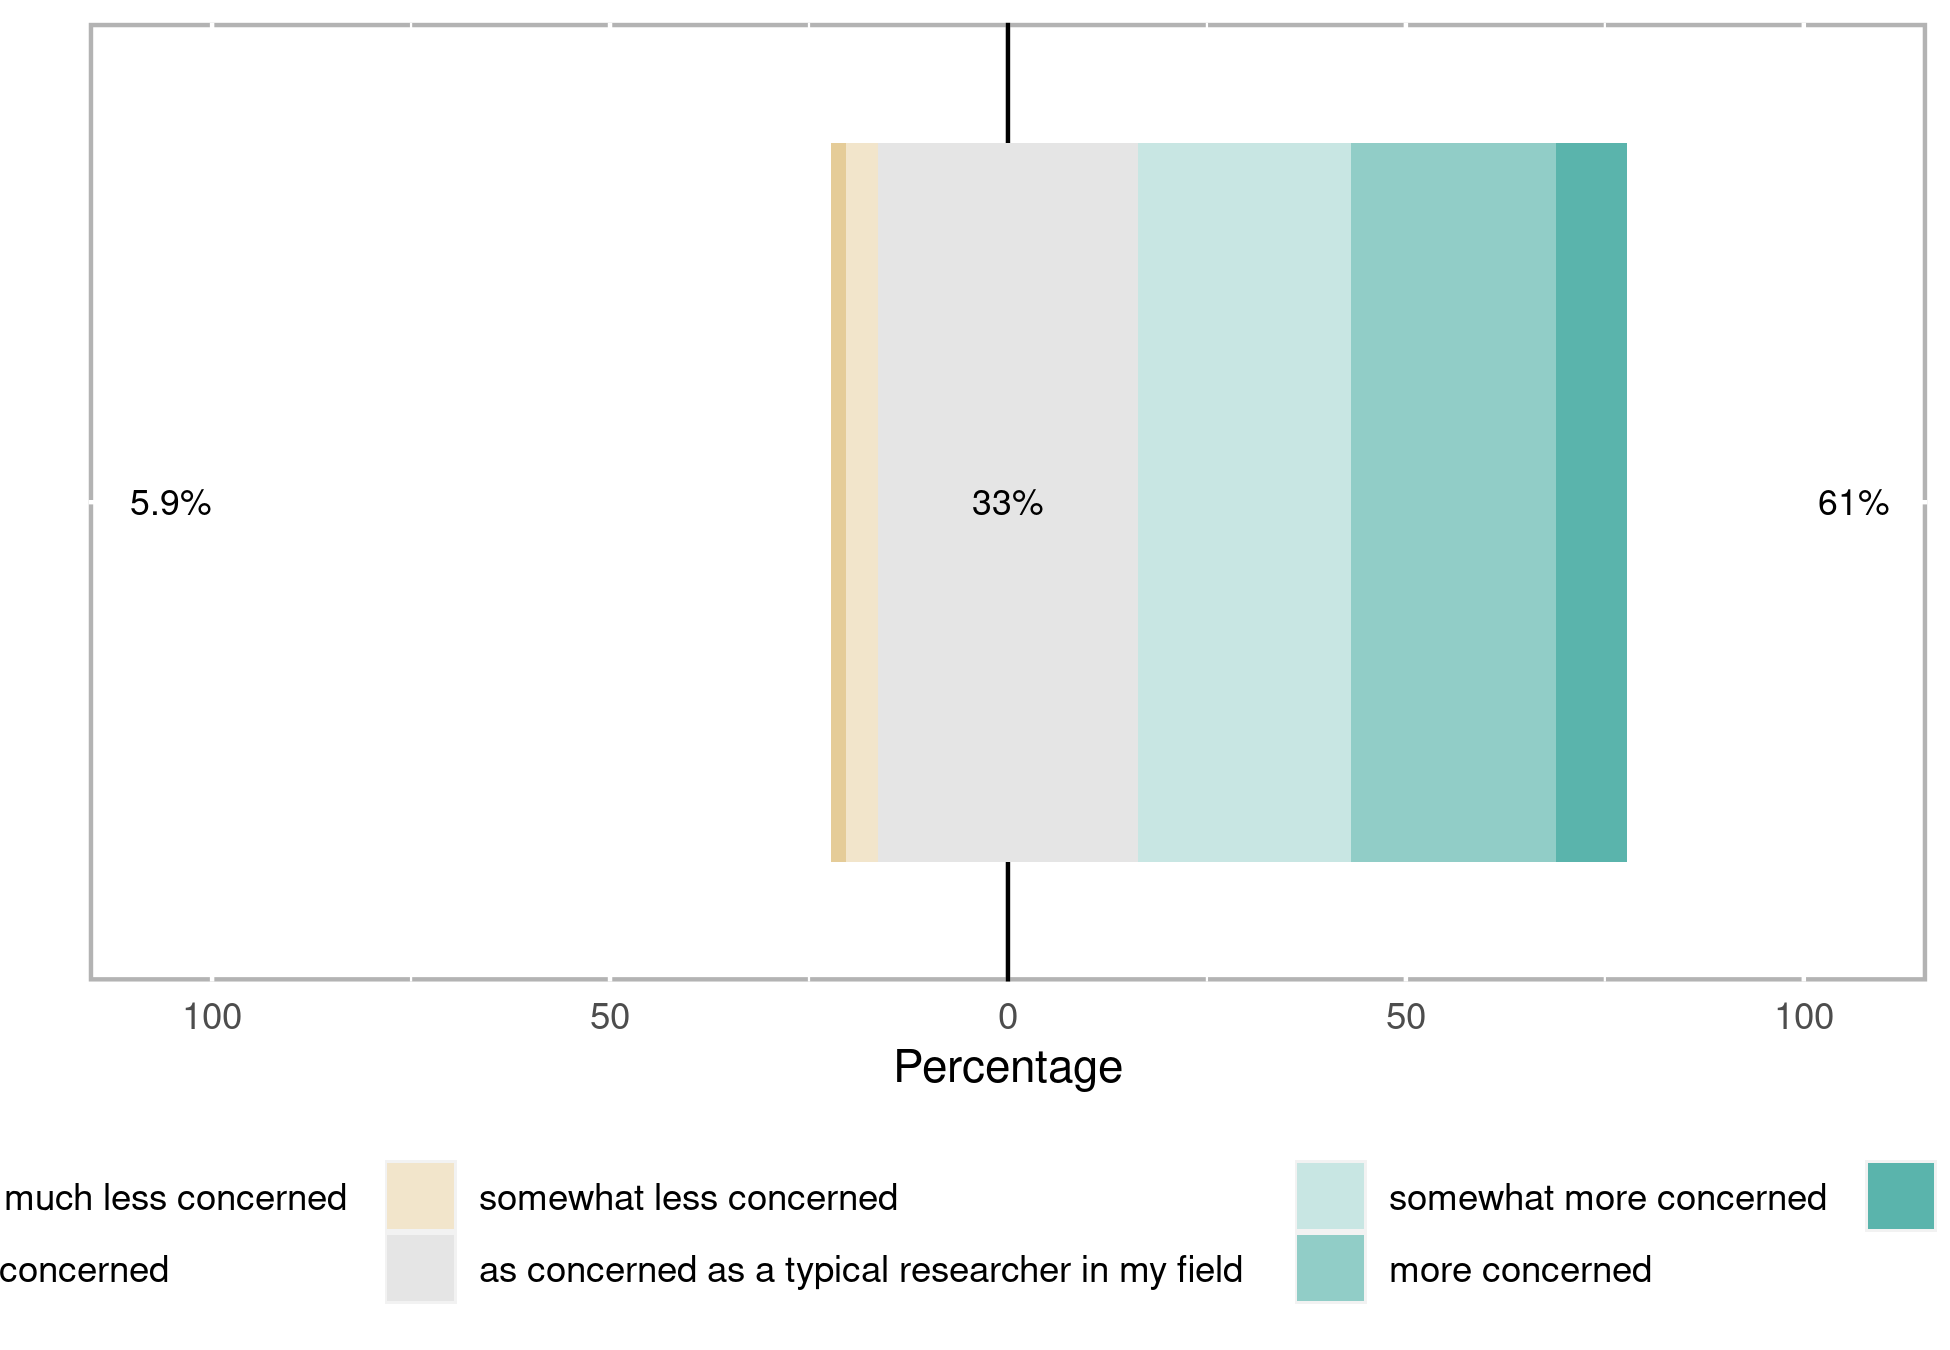 5.9% 33% 61%
100 50 0 50 100
Percentage
much less concerned somewhat less concerned somewhat more concerned
concerned as concerned as a typical researcher in my field more concerned